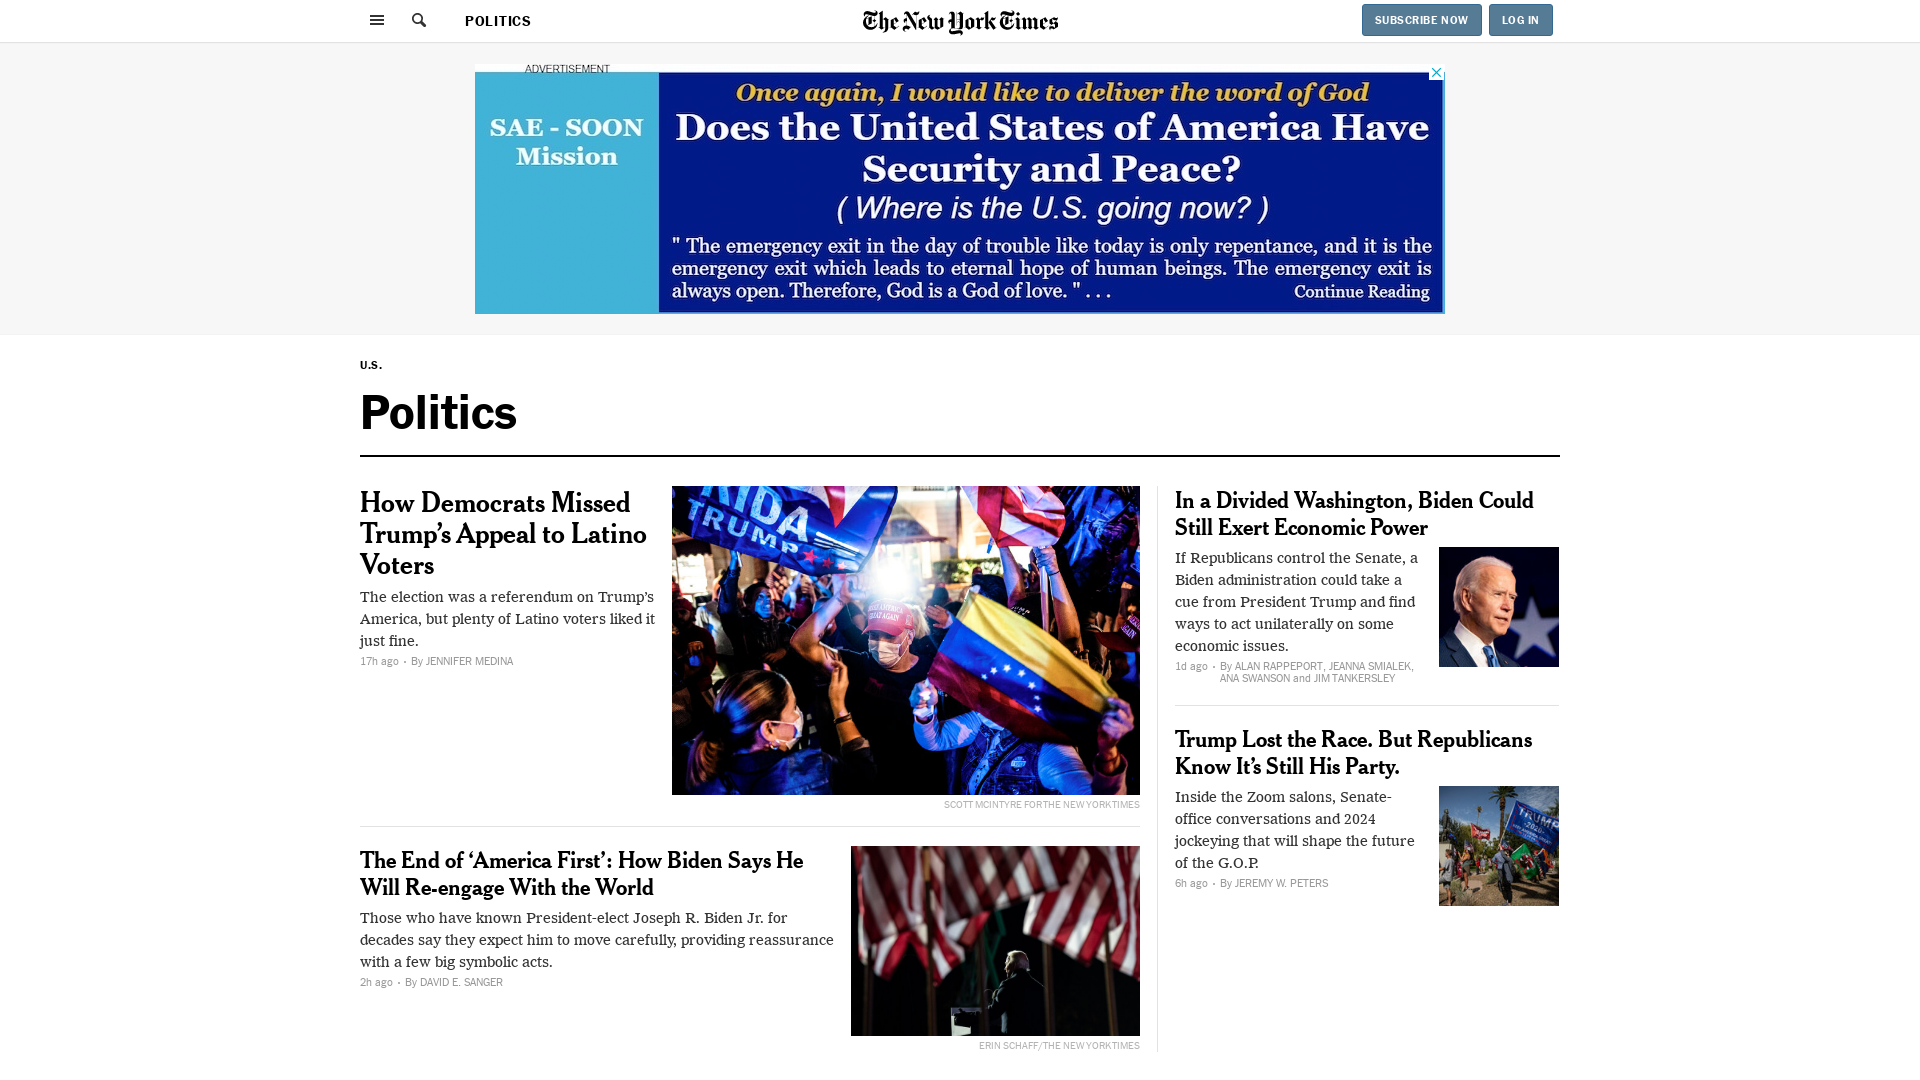 POLITICS
The New York Times
SUBSCRIBE NOW
LOG IN
ADVERTISEMENT
SAE - SOON
Mission
Once again, I would like to deliver the word of God
Does the United States of America Have
Security and Peace?
( Where is the U.S. going now? )
" The emergency exit in the day of trouble like today is only repentance, and it is the
emergency exit which leads to eternal hope of human beings. The emergency exit is
always open. Therefore, God is a God of love. " . . .
Continue Reading
U.S.
Politics
How Democrats Missed
Trump’s Appeal to Latino
Voters
The election was a referendum on Trump’s
America, but plenty of Latino voters liked it
just fine.
17h ago · By JENNIFER MEDINA
TRUMP
SCOTT MCINTYRE FOR THE NEW YORK TIMES
The End of ‘America First’: How Biden Says He
Will Re-engage With the World
Those who have known President-elect Joseph R. Biden Jr. for
decades say they expect him to move carefully, providing reassurance
with a few big symbolic acts.
2h ago · By DAVID E. SANGER
ERIN SCHAFF/THE NEW YORK TIMES
In a Divided Washington, Biden Could
Still Exert Economic Power
If Republicans control the Senate, a
Biden administration could take a
cue from President Trump and find
ways to act unilaterally on some
economic issues.
1d ago · By ALAN RAPPEPORT, JEANNA SMIALEK,
ANA SWANSON and JIM TANKERSLEY
Trump Lost the Race. But Republicans
Know It’s Still His Party.
Inside the Zoom salons, Senate-
office conversations and 2024
jockeying that will shape the future
of the G.O.P.
6h ago · By JEREMY W. PETERS
TRUMP